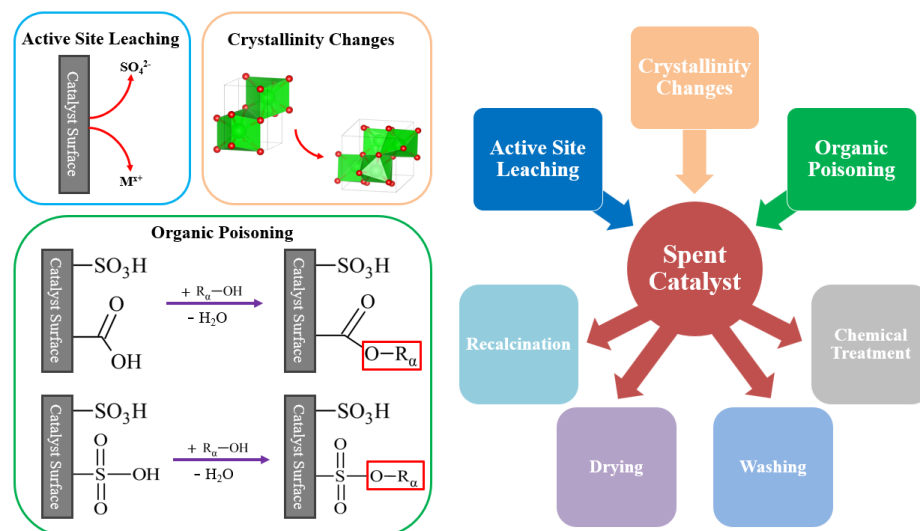 Active Site Leaching
SO₄²⁻
Catalyst Surface
Mˣ⁺
Crystallinity Changes
Organic Poisoning
Catalyst Surface
SO₃H
O
OH
+ Rα—OH
- H₂O
Catalyst Surface
SO₃H
O
O—Rα
Catalyst Surface
SO₃H
O
S
OH
O
+ Rα—OH
- H₂O
Catalyst Surface
SO₃H
O
S
O—Rα
O
Crystallinity
Changes
Active Site
Leaching
Organic
Poisoning
Spent
Catalyst
Recalcination
Chemical
Treatment
Drying
Washing